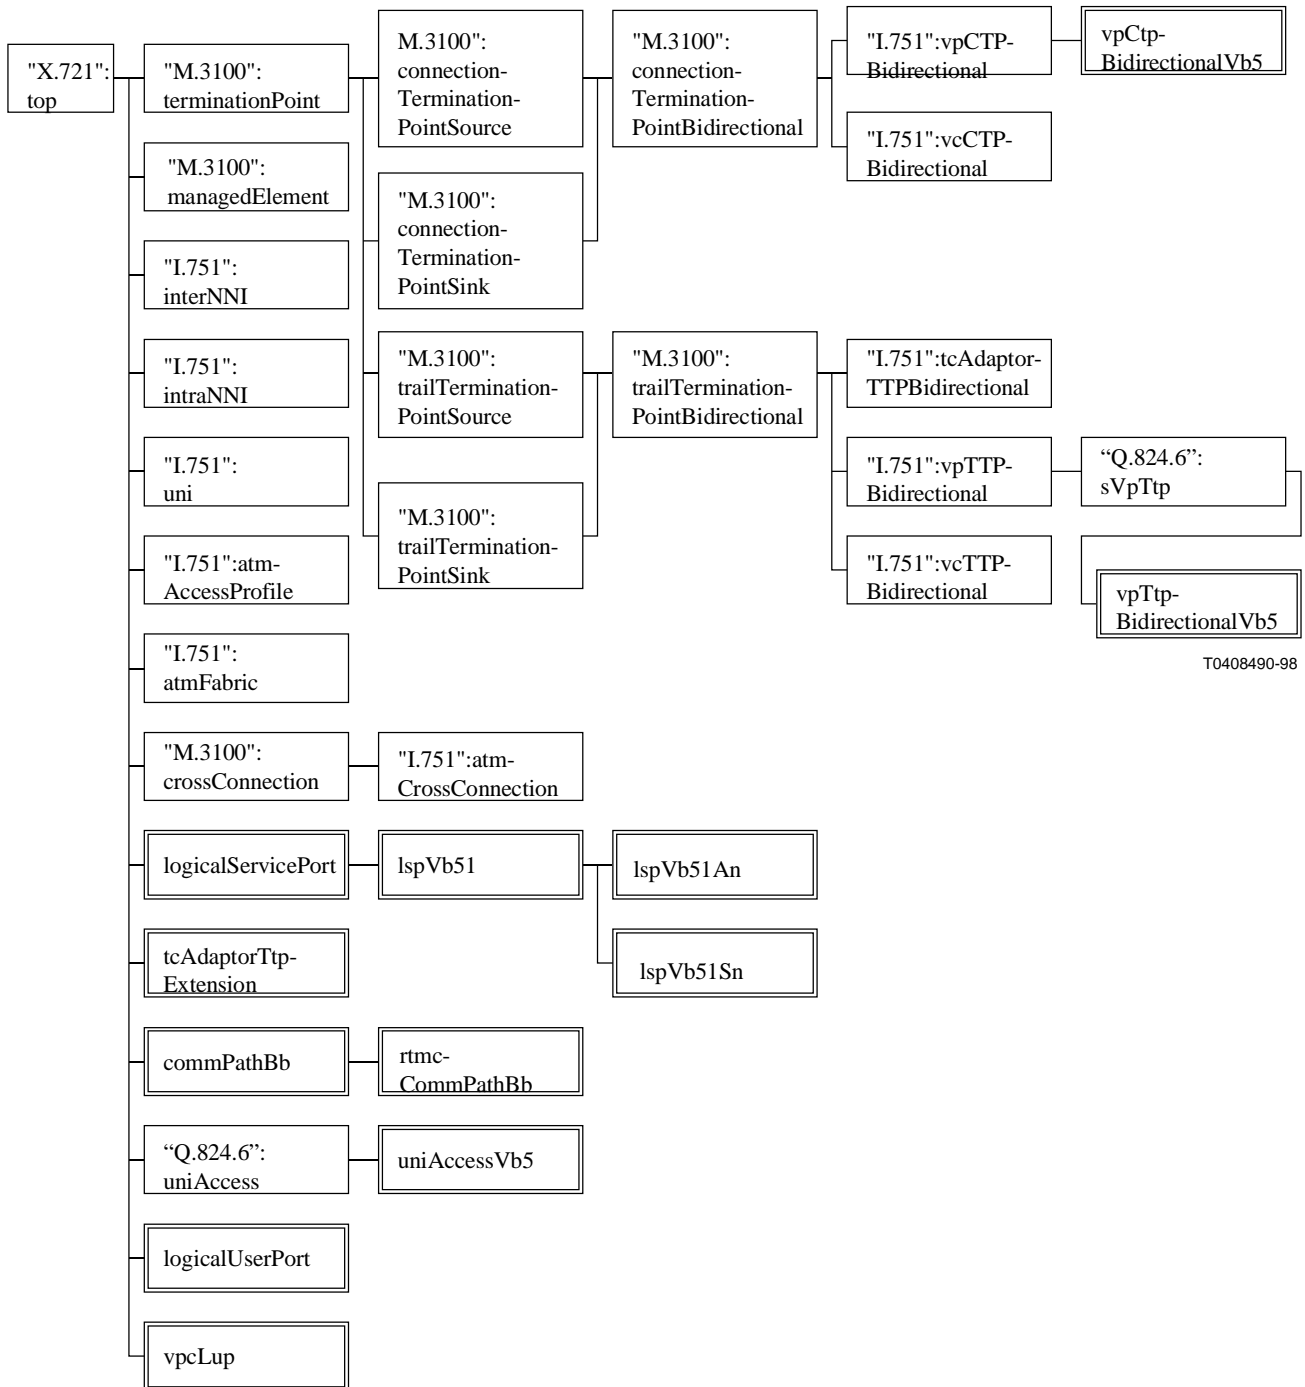 "X.721":
top
"M.3100":
terminationPoint
M.3100":
connection-
Termination-
PointSource
"M.3100":
connection-
Termination-
PointBidirectional
"I.751":vpCTP-
Bidirectional
vpCtp-
BidirectionalVb5
"I.751":vcCTP-
Bidirectional
"M.3100":
managedElement
"M.3100":
connection-
Termination-
PointSink
"I.751":
interNNI
"I.751":
intraNNI
"M.3100":
trailTermination-
PointSource
"M.3100":
trailTermination-
PointBidirectional
"I.751":tcAdaptor-
TTPBidirectional
"I.751":
uni
"I.751":vpTTP-
Bidirectional
“Q.824.6”:
sVpTtp
"M.3100":
trailTermination-
PointSink
"I.751":atm-
AccessProfile
"I.751":vcTTP-
Bidirectional
vpTtp-
BidirectionalVb5
T0408490-98
"I.751":
atmFabric
"M.3100":
crossConnection
"I.751":atm-
CrossConnection
logicalServicePort
lspVb51
lspVb51An
tcAdaptorTtp-
Extension
lspVb51Sn
commPathBb
rtmc-
CommPathBb
“Q.824.6”:
uniAccess
uniAccessVb5
logicalUserPort
vpcLup